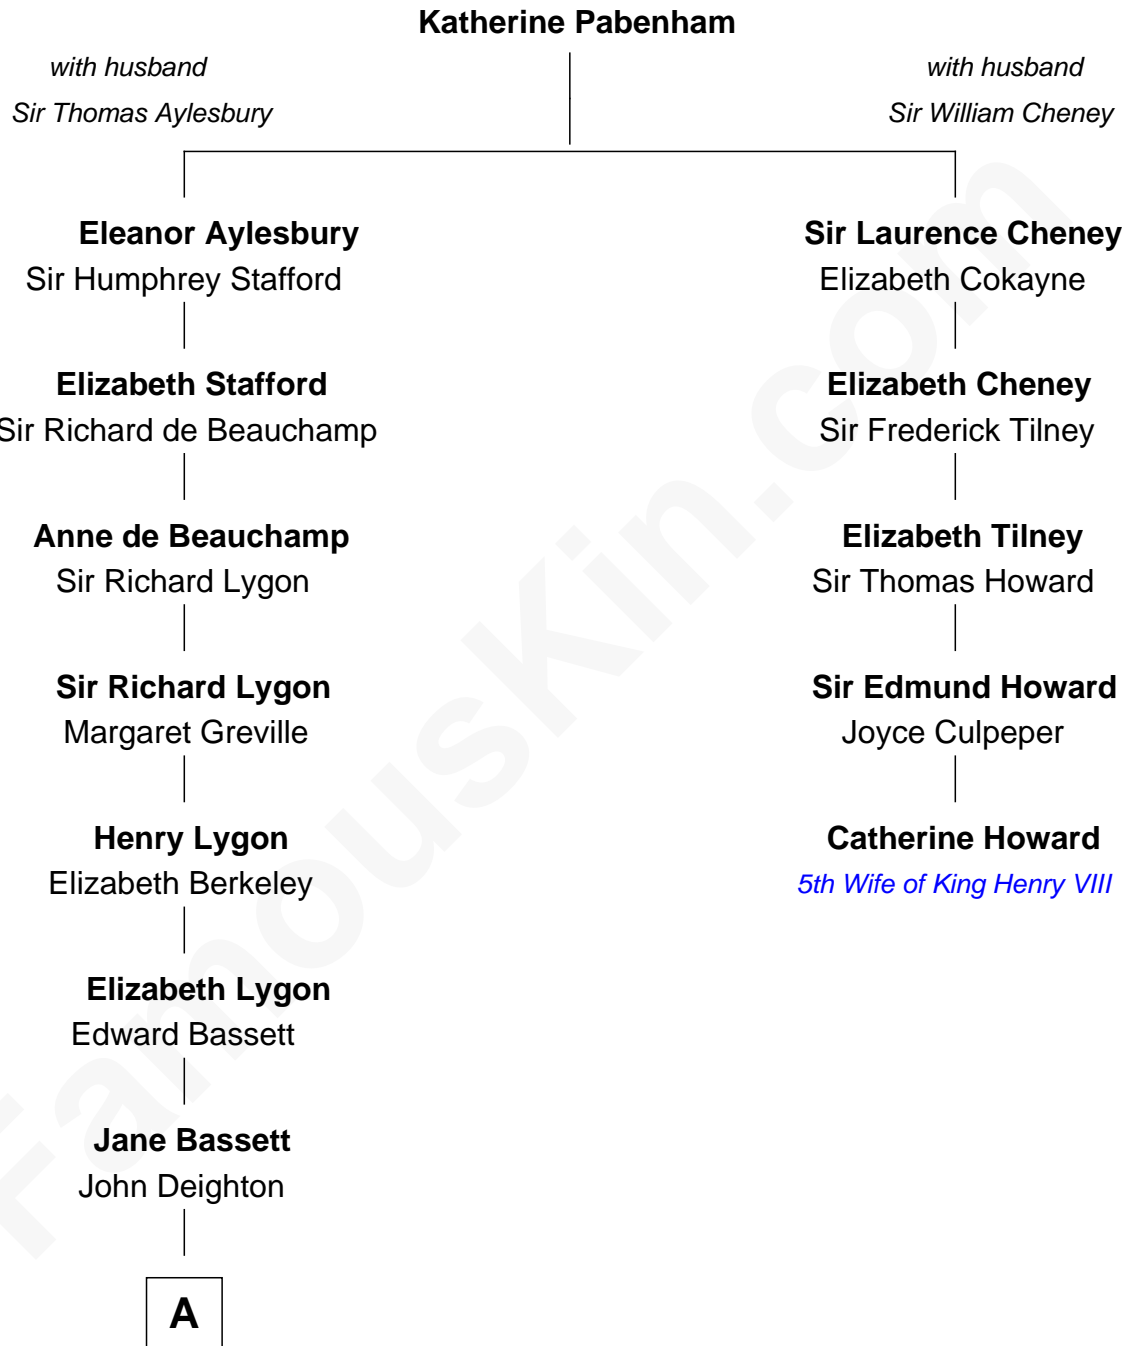 Katherine Pabenham
with husband
Sir Thomas Aylesbury
with husband
Sir William Cheney
Eleanor Aylesbury
Sir Humphrey Stafford
Sir Laurence Cheney
Elizabeth Cokayne
Elizabeth Stafford
Sir Richard de Beauchamp
Elizabeth Cheney
Sir Frederick Tilney
Anne de Beauchamp
Sir Richard Lygon
Elizabeth Tilney
Sir Thomas Howard
Sir Richard Lygon
Margaret Greville
Sir Edmund Howard
Joyce Culpeper
Henry Lygon
Elizabeth Berkeley
Catherine Howard
5th Wife of King Henry VIII
Elizabeth Lygon
Edward Bassett
Jane Bassett
John Deighton
A
FamousKin.com